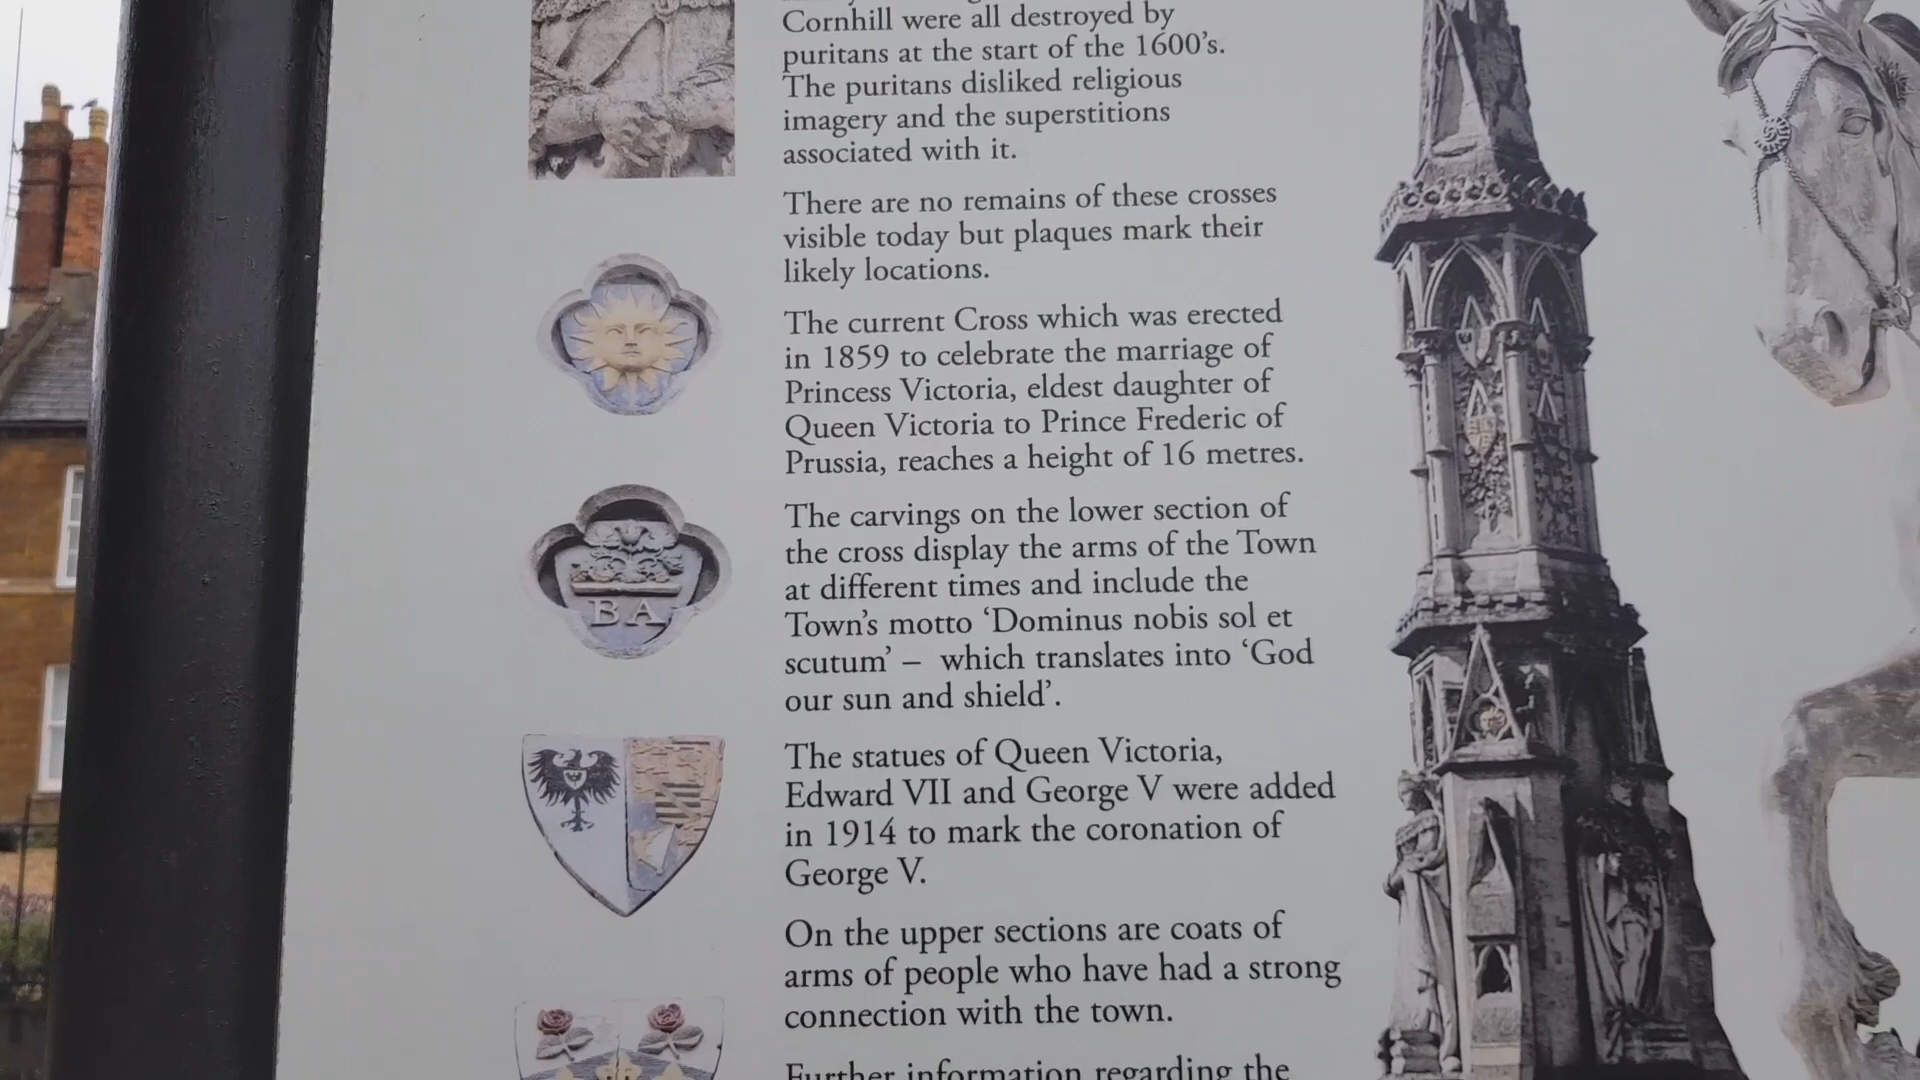 Cornhill were all destroyed by
puritans at the start of the 1600's.
The puritans disliked religious
imagery and the superstitions
associated with it.
There are no remains of these crosses
visible today but plaques mark their
likely locations.
The current Cross which was erected
in 1859 to celebrate the marriage of
Princess Victoria, eldest daughter of
Queen Victoria to Prince Frederic of
Prussia, reaches a height of 16 metres.
The carvings on the lower section of
the cross display the arms of the Town
at different times and include the
Town's motto ‘Dominus nobis sol et
scutum’ – which translates into ‘God
our sun and shield’.
BA
The statues of Queen Victoria,
Edward VII and George V were added
in 1914 to mark the coronation of
George V.
On the upper sections are coats of
arms of people who have had a strong
connection with the town.
Further information regarding the